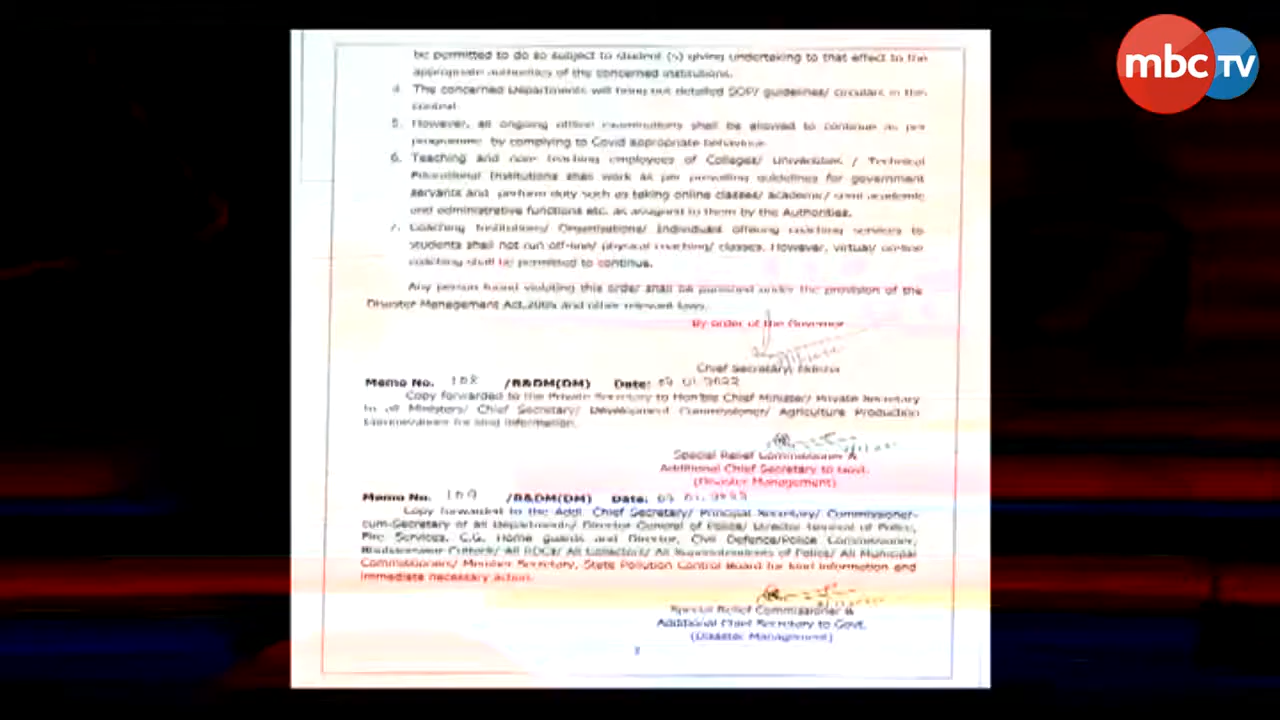 mbc TV
be permitted to do so subject to student (s) giving undertaking to that effect to the
appropriate authorities of the concerned institutions.
4. The concerned Departments will bring out detailed SOP/ guidelines/ circulars in this
context.
5. However, all ongoing offline examinations shall be allowed to continue as per
programme by complying to Covid appropriate behaviour.
6. Teaching and non- teaching employees of Colleges/ Universities / Technical
Educational Institutions shall work as per prevailing guidelines for government
servants and perform duty such as taking online classes/ academic/ semi academic
and administrative functions etc. as assigned to them by the Authorities.
7. Coaching Institutions/ Organisations/ Individuals offering coaching services to
students shall not run off-line/ physical coaching/ classes. However, virtual/ on-line
coaching shall be permitted to continue.
Any person found violating this order shall be punished under the provision of the
Disaster Management Act,2005 and other relevant laws.
By order of the Governor
Chief Secretary, Odisha
Memo No. 108 /R&DM(DM) Date: 07.01.2022
Copy forwarded to the Private Secretary to Hon'ble Chief Minister/ Private Secretary
to all Ministers/ Chief Secretary/ Development Commissioner/ Agriculture Production
Commissioner for kind information.
Special Relief Commissioner &
Additional Chief Secretary to Govt.
(Disaster Management)
Memo No. 109 /R&DM(DM) Date: 07.01.2022
Copy forwarded to the Addl. Chief Secretary/ Principal Secretary/ Commissioner-
cum-Secretary of all Departments/ Director General of Police/ Director General of Police,
Fire Services, C.G. Home guards and Director, Civil Defence/Police Commissioner,
Bhubaneswar Cuttack/ All RDCs/ All Collectors/ All Superintendents of Police/ All Municipal
Commissioners/ Member Secretary, State Pollution Control Board for kind information and
immediate necessary action.
Special Relief Commissioner &
Additional Chief Secretary to Govt.
(Disaster Management)